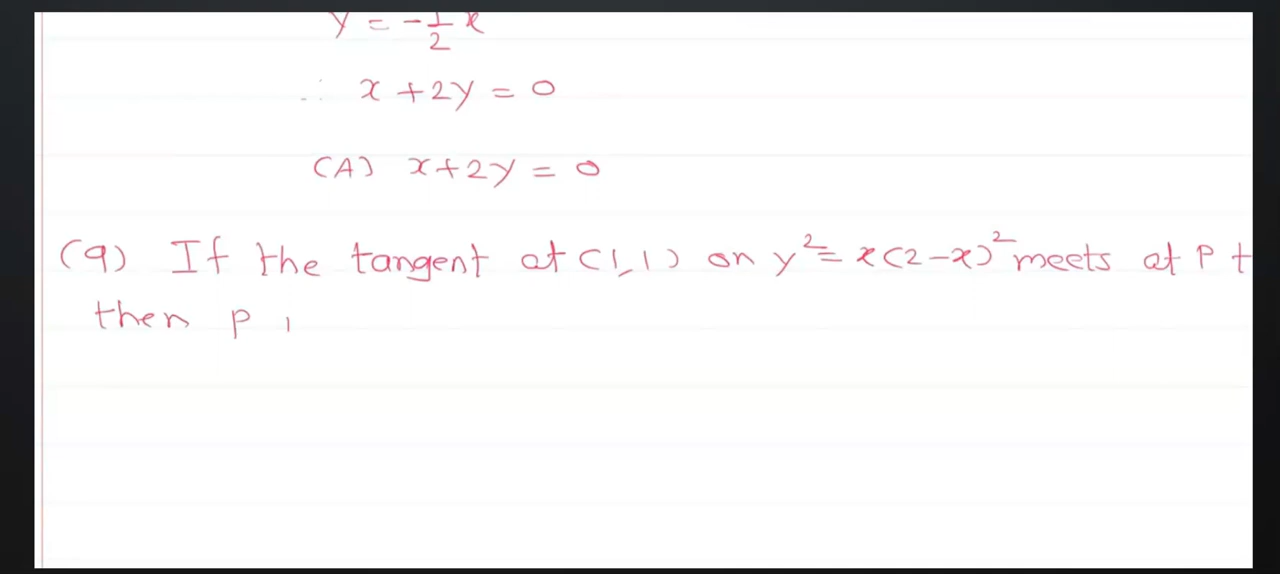 y = -1/2 x
∴ x + 2y = 0
(A) x + 2y = 0
(9) If the tangent at (1,1) on y² = x(2-x)² meets at P
then P